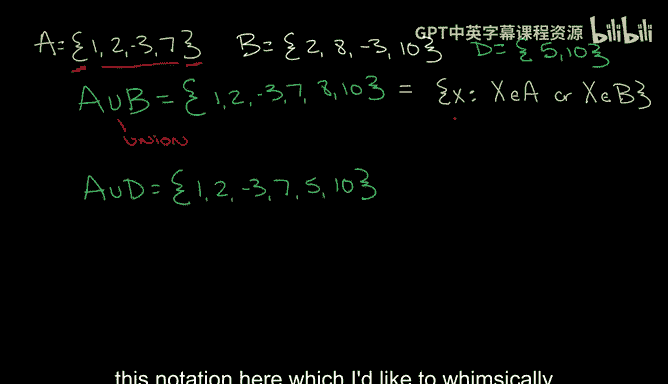 GPT中英字幕课程资源 bilibili
A={1,2,-3,7} B={2,8,-3,10} D={5,10}
A∪B={1,2,-3,7,8,10} = {x: x∈A or x∈B}
union
A∪D={1,2,-3,7,5,10}
this notation here which I'd like to whimsically